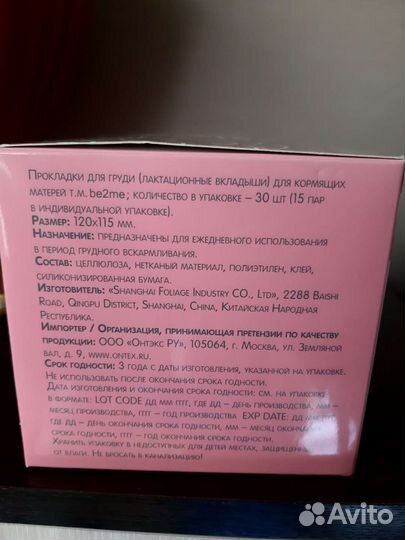 Прокладки для груди (лактационные вкладыши) для кормящих
матерей т.м. be2me; количество в упаковке – 30 шт (15 пар
в индивидуальной упаковке).
Размер: 120х115 мм.
Назначение: предназначены для ежедневного использования
в период грудного вскармливания.
Состав: целлюлоза, нетканый материал, полиэтилен, клей,
силиконизированная бумага.
Изготовитель: «Shanghai Foliage Industry CO., Ltd», 2288 Baishi
Road, Qingpu District, Shanghai, China, Китайская Народная
Республика.
Импортер / Организация, принимающая претензии по качеству
продукции: ООО «Онтэкс РУ», 105064, г. Москва, ул. Земляной
вал, д. 9, www.ontex.ru.
Срок годности: 3 года с даты изготовления, указанной на упаковке.
Не использовать после окончания срока годности.
Дата изготовления и окончания срока годности: см. на упаковке
в формате: LOT CODE ДД ММ ГГГГ, где ДД – день производства, ММ –
месяц производства, ГГГГ – год производства EXP DATE: ДД ММ ГГГГ
где ДД – день окончания срока годности, ММ – месяц окончания
срока годности, ГГГГ – год окончания срока годности.
Хранить упаковку в недоступных для детей местах, защищен
от влаги. Не бросать в канализацию!
Avito